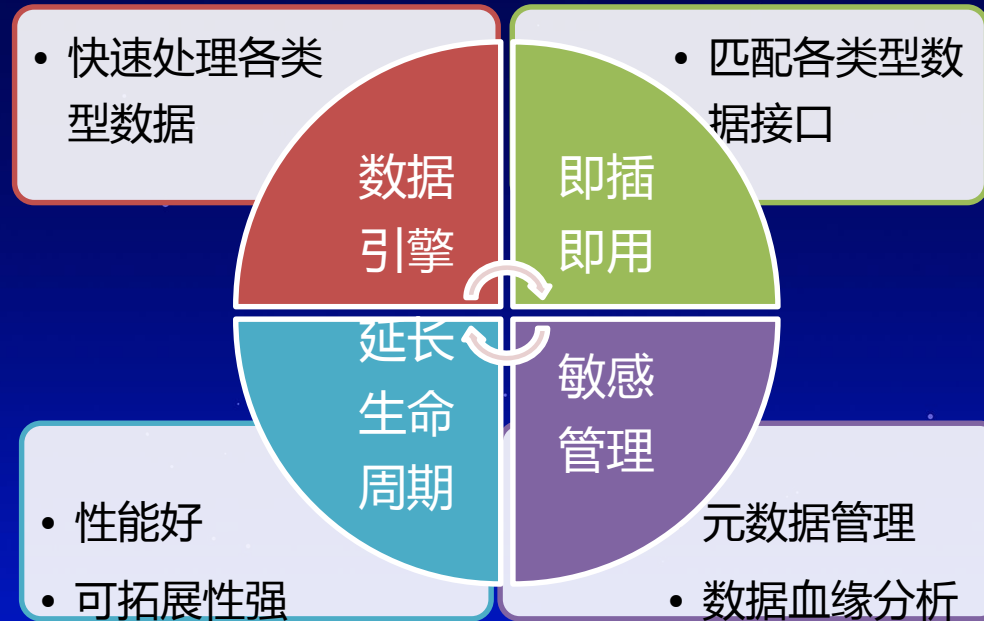 • 快速处理各类
型数据
• 匹配各类型数
据接口
数据
引擎
即插
即用
延长
生命
周期
敏感
管理
• 性能好
• 可拓展性强
元数据管理
• 数据血缘分析